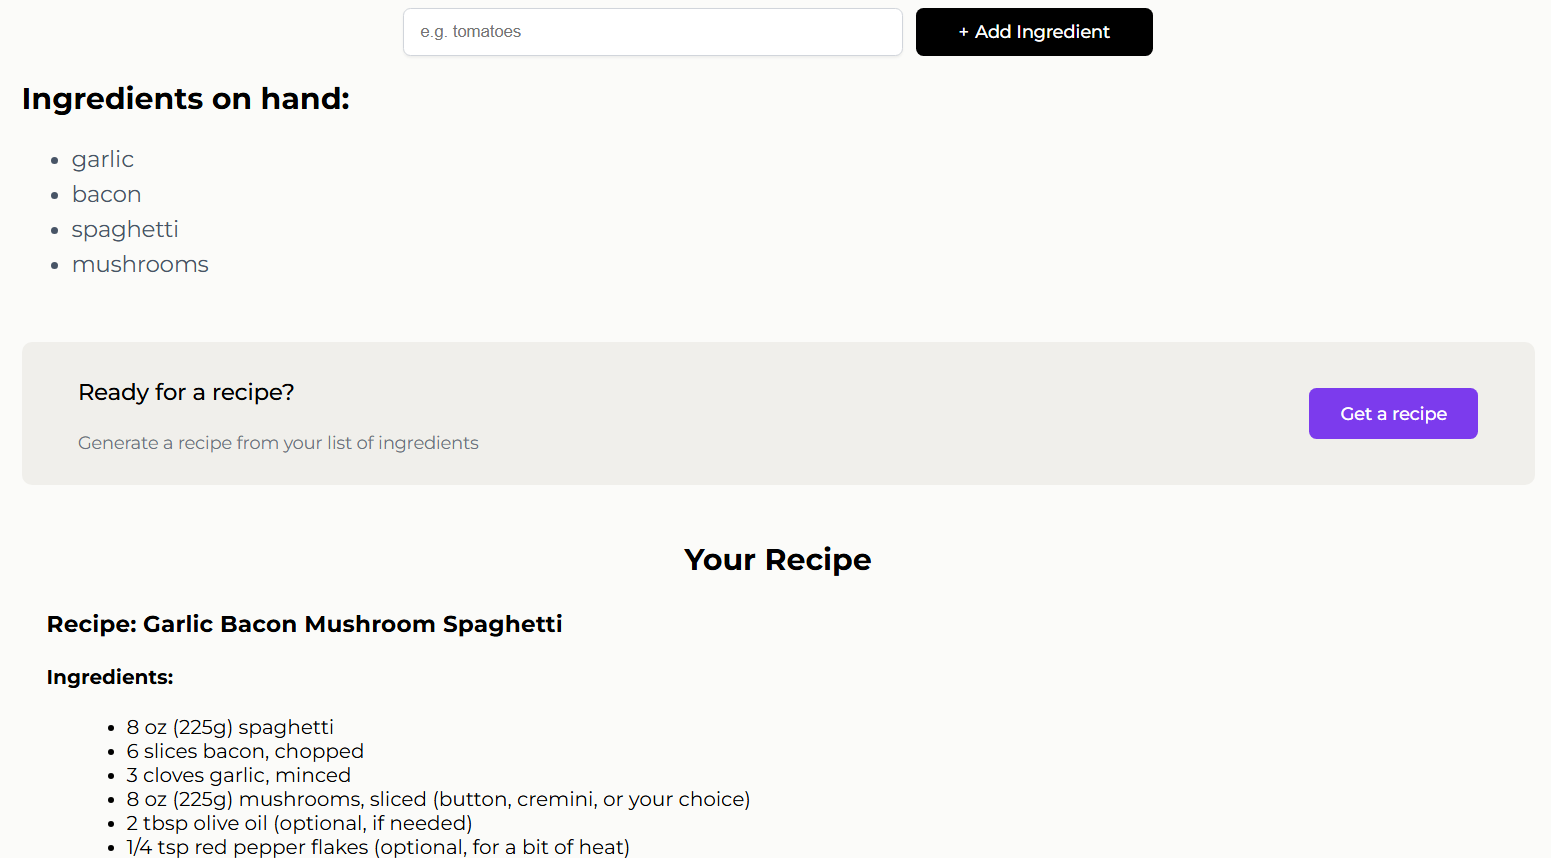 e.g. tomatoes
+ Add Ingredient
Ingredients on hand:
garlic
bacon
spaghetti
mushrooms
Ready for a recipe?
Generate a recipe from your list of ingredients
Get a recipe
Your Recipe
Recipe: Garlic Bacon Mushroom Spaghetti
Ingredients:
8 oz (225g) spaghetti
6 slices bacon, chopped
3 cloves garlic, minced
8 oz (225g) mushrooms, sliced (button, cremini, or your choice)
2 tbsp olive oil (optional, if needed)
1/4 tsp red pepper flakes (optional, for a bit of heat)